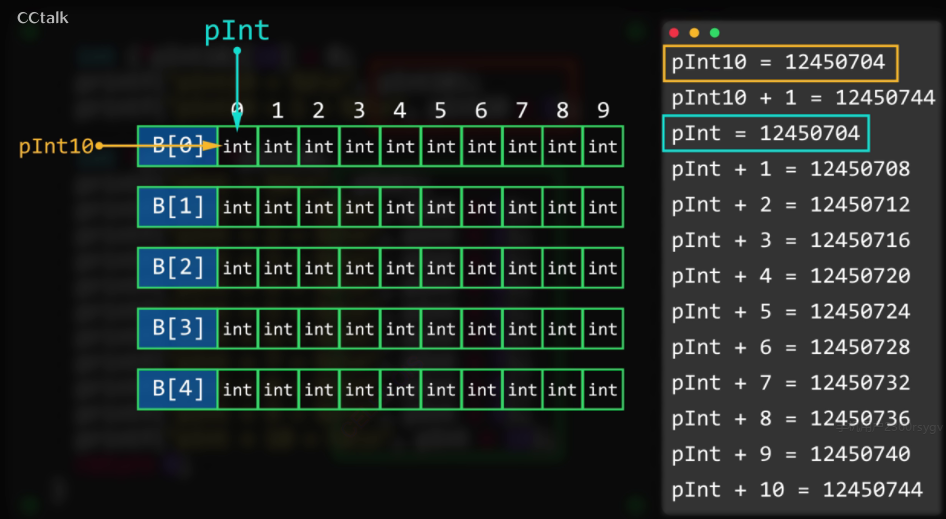 CCtalk
pInt
0 1 2 3 4 5 6 7 8 9
pInt10
B[0] int int int int int int int int int int
B[1] int int int int int int int int int int
B[2] int int int int int int int int int int
B[3] int int int int int int int int int int
B[4] int int int int int int int int int int
pInt10 = 12450704
pInt10 + 1 = 12450744
pInt = 12450704
pInt + 1 = 12450708
pInt + 2 = 12450712
pInt + 3 = 12450716
pInt + 4 = 12450720
pInt + 5 = 12450724
pInt + 6 = 12450728
pInt + 7 = 12450732
pInt + 8 = 12450736
pInt + 9 = 12450740
pInt + 10 = 12450744